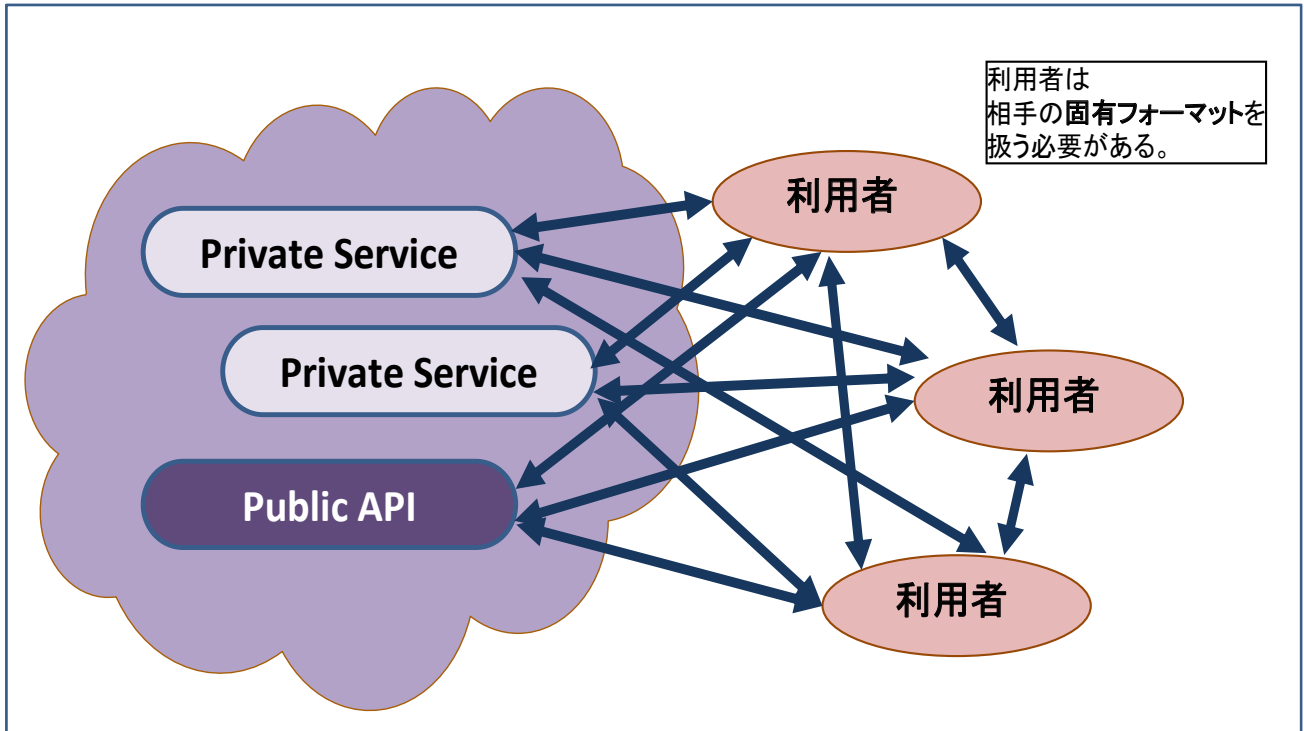 利用者は
相手の固有フォーマットを
扱う必要がある。
利用者
Private Service
Private Service
利用者
Public API
利用者